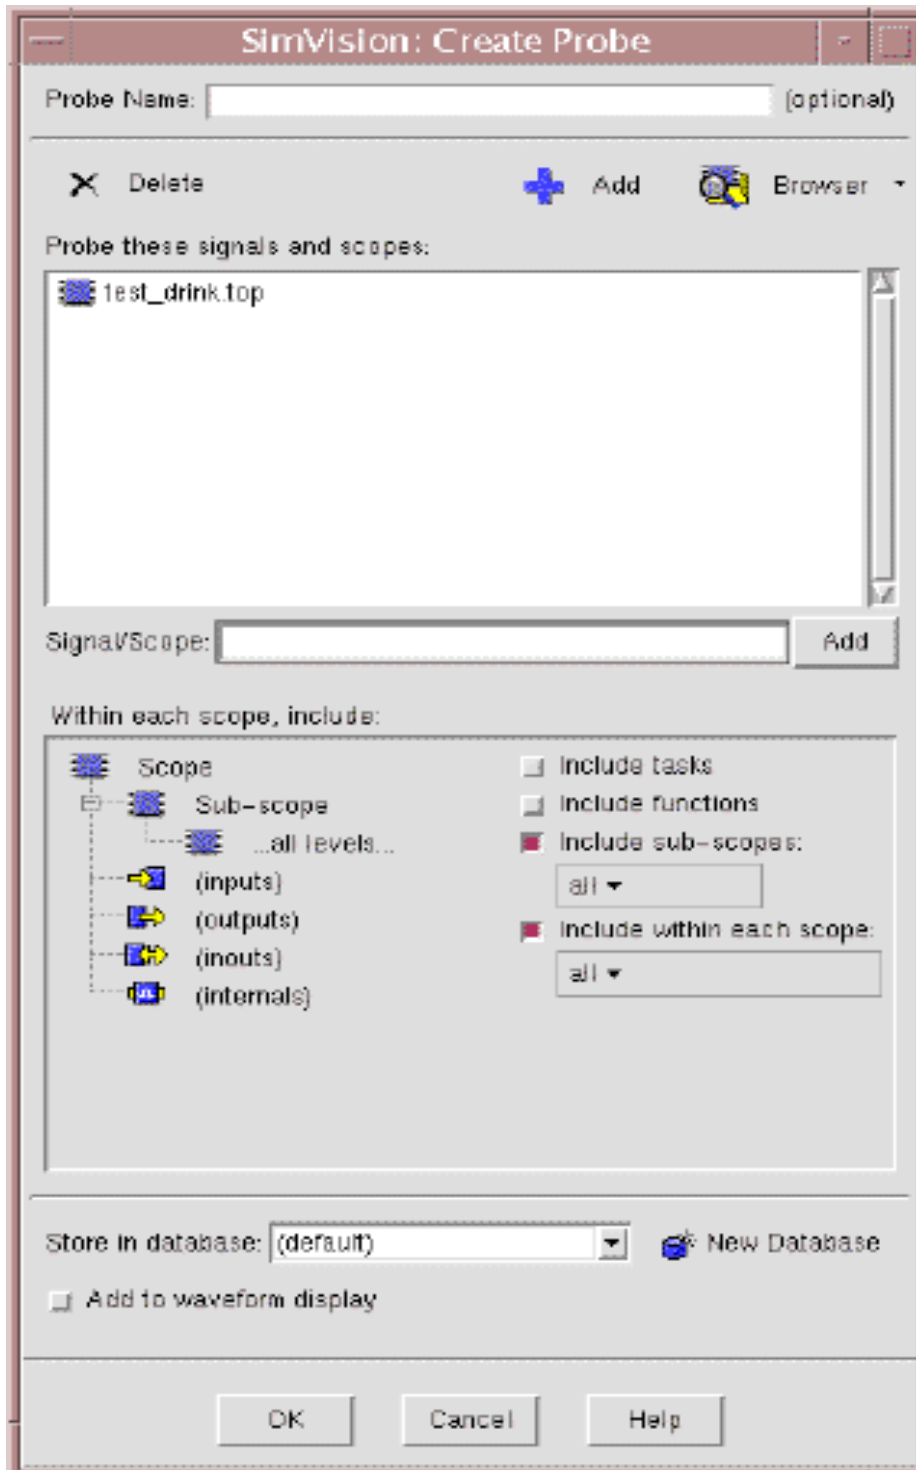 SimVision: Create Probe
Probe Name: (optional)
Delete Add Browser
Probe these signals and scopes:
test_drink.top
Signal/Scope: Add
Within each scope, include:
Scope
Sub-scope
...all levels...
(inputs)
(outputs)
(inouts)
(internals)
Include tasks
Include functions
Include sub-scopes:
all
Include within each scope:
all
Store in database: (default) New Database
Add to waveform display
OK Cancel Help